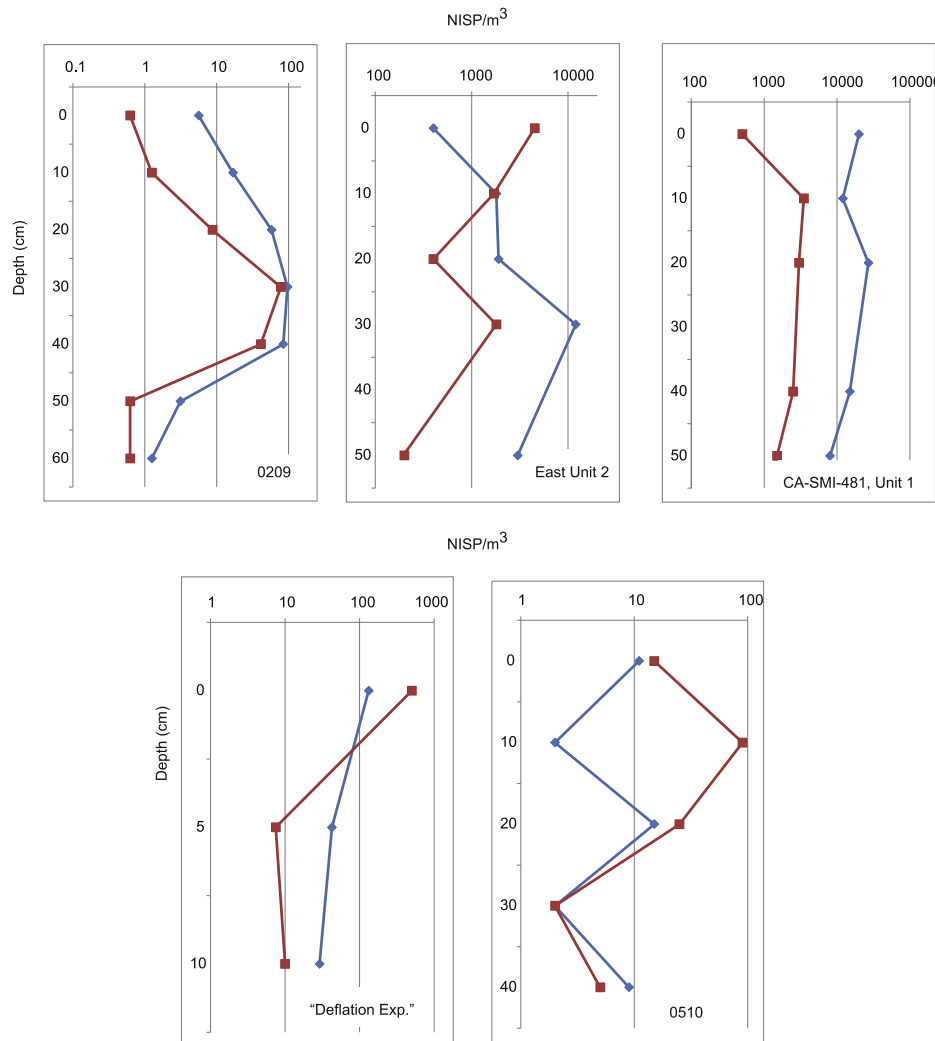 NISP/m³
0.1 1 10 100
0
10
20
30
40
50
60
Depth (cm)
0209
100 1000 10000
0
10
20
30
40
50
East Unit 2
100 1000 10000 100000
0
10
20
30
40
50
CA-SMI-481, Unit 1
NISP/m³
1 10 100 1000
0
5
10
Depth (cm)
“Deflation Exp.”
1 10 100
0
10
20
30
40
0510